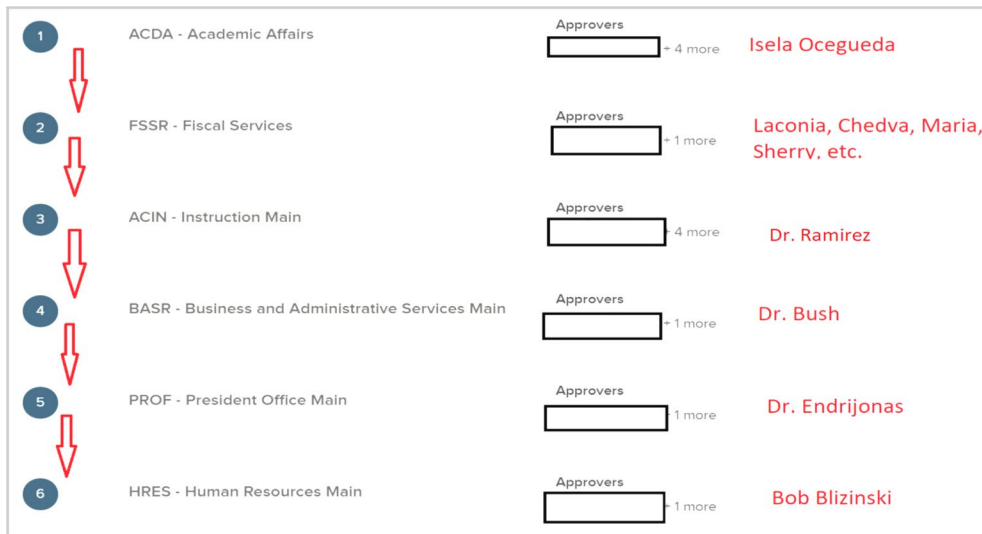 1 ACDA - Academic Affairs Approvers
+ 4 more Isela Ocegueda
2 FSSR - Fiscal Services Approvers
+ 1 more Laconia, Chedva, Maria,
Sherry, etc.
3 ACIN - Instruction Main Approvers
+ 4 more Dr. Ramirez
4 BASR - Business and Administrative Services Main Approvers
+ 1 more Dr. Bush
5 PROF - President Office Main Approvers
+ 1 more Dr. Endrijonas
6 HRES - Human Resources Main Approvers
+ 1 more Bob Blizinski